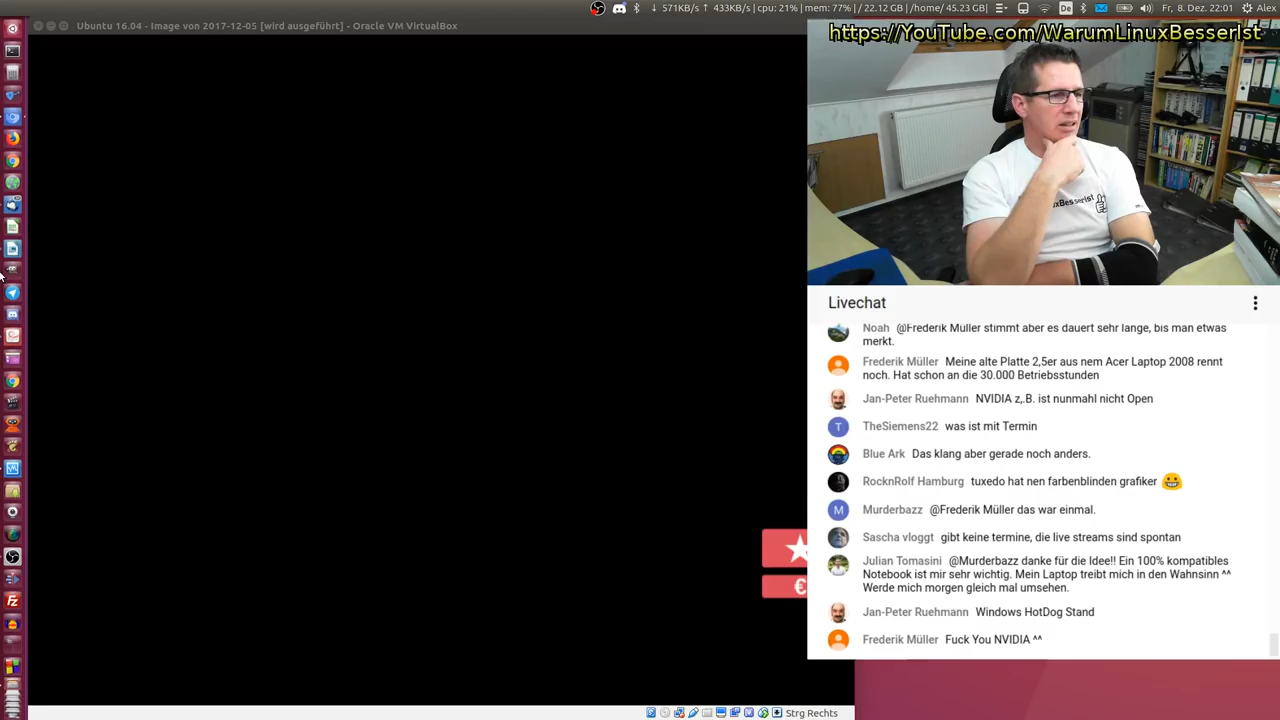 571KB/s 433KB/s cpu: 21% mem: 77% // 22.12 GB /home/ 45.23 GB De Fr, 8. Dez. 22:01 Alex
Ubuntu 16.04 - Image von 2017-12-05 [wird ausgeführt] - Oracle VM VirtualBox
https://YouTube.com/WarumLinuxBesserIst
uxBesserIst
Livechat
Noah @Frederik Müller stimmt aber es dauert sehr lange, bis man etwas
merkt.
Frederik Müller Meine alte Platte 2,5er aus nem Acer Laptop 2008 rennt
noch. Hat schon an die 30.000 Betriebsstunden
Jan-Peter Ruehmann NVIDIA z,.B. ist nunmahl nicht Open
T TheSiemens22 was ist mit Termin
Blue Ark Das klang aber gerade noch anders.
RocknRolf Hamburg tuxedo hat nen farbenblinden grafiker
M Murderbazz @Frederik Müller das war einmal.
Sascha vloggt gibt keine termine, die live streams sind spontan
Julian Tomasini @Murderbazz danke für die Idee!! Ein 100% kompatibles
Notebook ist mir sehr wichtig. Mein Laptop treibt mich in den Wahnsinn ^^
Werde mich morgen gleich mal umsehen.
Jan-Peter Ruehmann Windows HotDog Stand
Frederik Müller Fuck You NVIDIA ^^
€
Strg Rechts